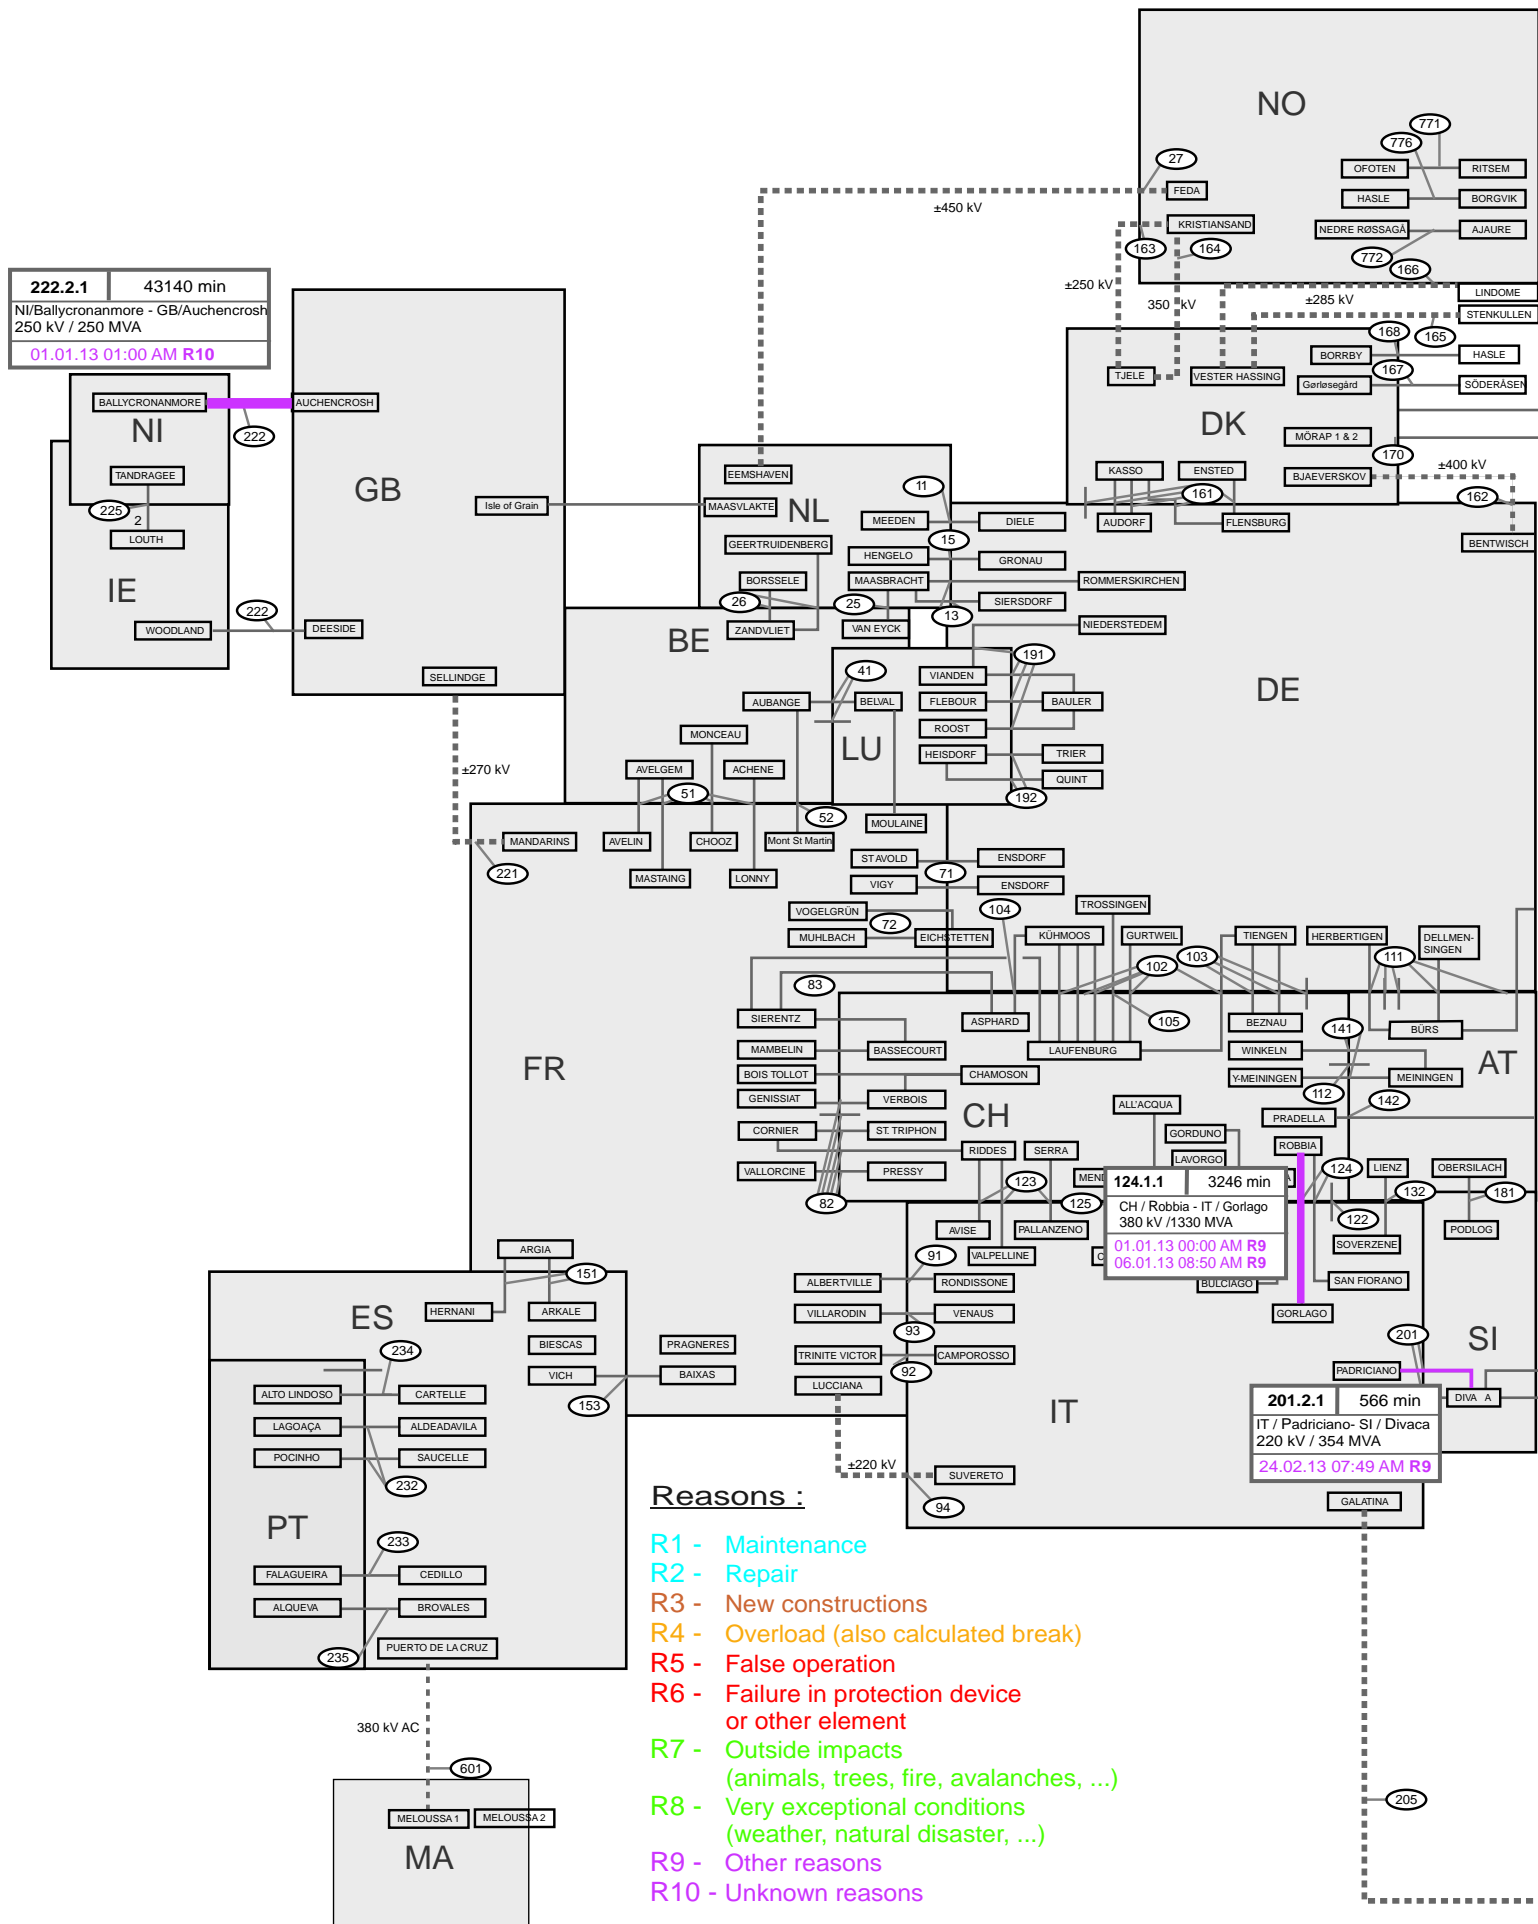 NO
771
776
27
OFOTEN
RITSEM
FEDA
HASLE
BORGVIK
±450 kV
KRISTIANSAND
NEDRE RØSSAGÅ
AJAURE
163
164
772
166
222.2.1 43140 min
NI/Ballycronanmore - GB/Auchencrosh
250 kV / 250 MVA
01.01.13 01:00 AM R10
±250 kV
350 kV
±285 kV
LINDOME
STENKULLEN
168
165
BORRBY
HASLE
TJELE
VESTER HASSING
167
Gørløsegård
SÖDERÅSEN
BALLYCRONANMORE
AUCHENCROSH
NI
222
DK
MÖRAP 1 & 2
170
TANDRAGEE
GB
EEMSHAVEN
KASSO
ENSTED
BJAEVERSKOV
±400 kV
11
161
162
Isle of Grain
MAASVLAKTE
NL
225
2
MEEDEN
DIELE
AUDORF
FLENSBURG
LOUTH
GEERTRUIDENBERG
15
BENTWISCH
HENGELO
GRONAU
IE
BORSSELE
MAASBRACHT
ROMMERSKIRCHEN
26
25
SIERSDORF
222
13
WOODLAND
DEESIDE
ZANDVLIET
VAN EYCK
NIEDERSTEDEM
BE
191
SELLINDGE
41
VIANDEN
DE
AUBANGE
BELVAL
FLEBOUR
BAULER
MONCEAU
ROOST
LU
HEISDORF
TRIER
±270 kV
AVELGEM
ACHENE
QUINT
51
192
52
MOULAINE
MANDARINS
AVELIN
CHOOZ
Mont St Martin
ST AVOLD
ENSDORF
221
71
MASTAING
LONNY
VIGY
ENSDORF
TROSSINGEN
VOGELGRÜN
104
72
MUHLBACH
EICHSTETTEN
KÜHMOOS
GURTWEIL
TIENGEN
HERBERTIGEN
DELLMEN-
SINGEN
102
103
111
83
SIERENTZ
ASPHARD
105
BEZNAU
141
BÜRS
MAMBELIN
BASSECOURT
LAUFENBURG
WINKELN
FR
AT
BOIS TOLLOT
CHAMOSON
Y-MEININGEN
MEININGEN
GENISSIAT
VERBOIS
112
142
CH
ALL'ACQUA
PRADELLA
CORNIER
ST. TRIPHON
GORDUNO
RIDDES
SERRA
ROBBIA
LAVORGO
VALLORCINE
PRESSY
124
LIENZ
OBERSILACH
123
124.1.1 3246 min
CH / Robbia - IT / Gorlago
380 kV /1330 MVA
01.01.13 00:00 AM R9
06.01.13 08:50 AM R9
82
125
132
181
122
AVISE
PALLANZENO
PODLOG
SOVERZENE
ARGIA
VALPELLINE
91
151
ALBERTVILLE
RONDISSONE
BULCIAGO
SAN FIORANO
HERNANI
ARKALE
VILLARODIN
VENAUS
GORLAGO
ES
93
201
SI
BIESCAS
PRAGNERES
234
TRINITE VICTOR
CAMPOROSSO
92
VICH
BAIXAS
PADRICIANO
LUCCIANA
ALTO LINDOSO
CARTELLE
DIVA A
153
201.2.1 566 min
IT / Padriciano- SI / Divaca
220 kV / 354 MVA
24.02.13 07:49 AM R9
IT
LAGOAÇA
ALDEADAVILA
POCINHO
SAUCELLE
±220 kV
SUVERETO
232
94
GALATINA
PT
Reasons :
R1 - Maintenance
R2 - Repair
R3 - New constructions
R4 - Overload (also calculated break)
R5 - False operation
R6 - Failure in protection device
or other element
R7 - Outside impacts
(animals, trees, fire, avalanches, ...)
R8 - Very exceptional conditions
(weather, natural disaster, ...)
R9 - Other reasons
R10 - Unknown reasons
233
FALAGUEIRA
CEDILLO
ALQUEVA
BROVALES
PUERTO DE LA CRUZ
235
380 kV AC
601
205
MELOUSSA 1
MELOUSSA 2
MA